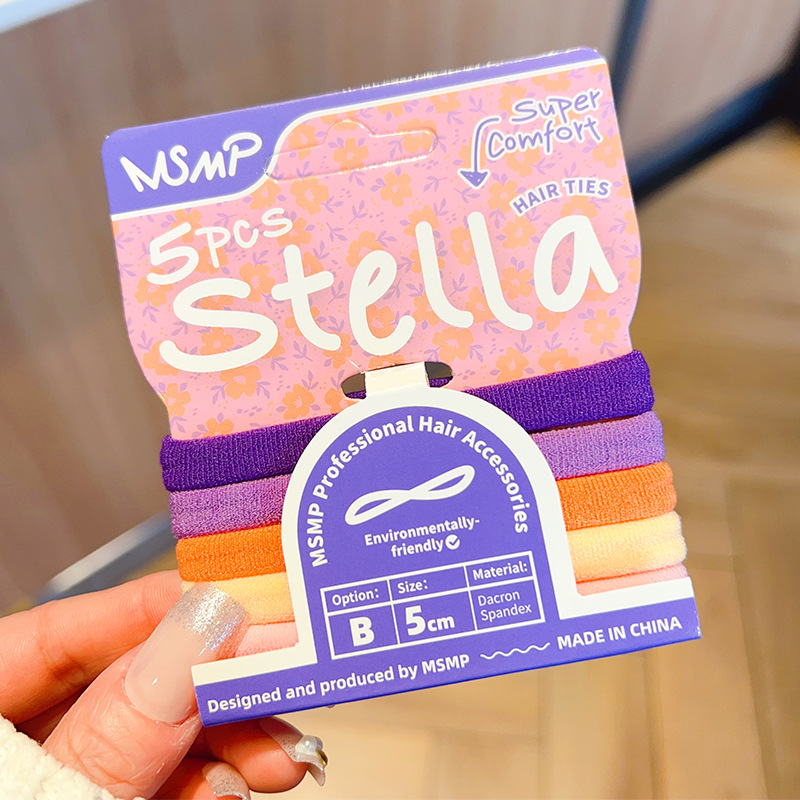 MSMP
Super
Comfort
HAIR TIES
5pcs
Stella
MSMP Professional Hair Accessories
Environmentally-
friendly
Option: Size: Material:
B 5cm Dacron
Spandex
Designed and produced by MSMP MADE IN CHINA